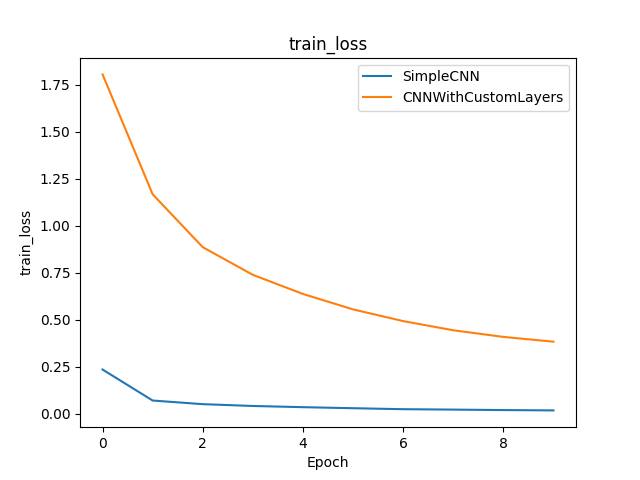 train_loss
SimpleCNN
CNNWithCustomLayers
1.75
1.50
1.25
1.00
0.75
0.50
0.25
0.00
train_loss
0 2 4 6 8
Epoch